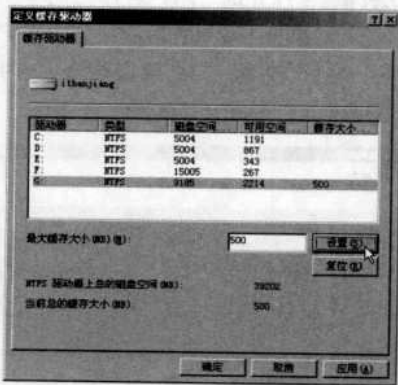 定义缓存驱动器
缓存驱动器
驱动器 类型 磁盘空间 可用空间 缓存大小
C: NTFS 5004 1191
D: NTFS 5004 867
E: NTFS 5004 343
F: NTFS 15005 267
G: NTFS 9185 2214 500
最大缓存大小(MB)(M): 500 设置(S)
复位(R)
NTFS 驱动器上总的磁盘空间(MB): 39202
当前总的缓存大小(MB): 500
确定 取消 应用(A)